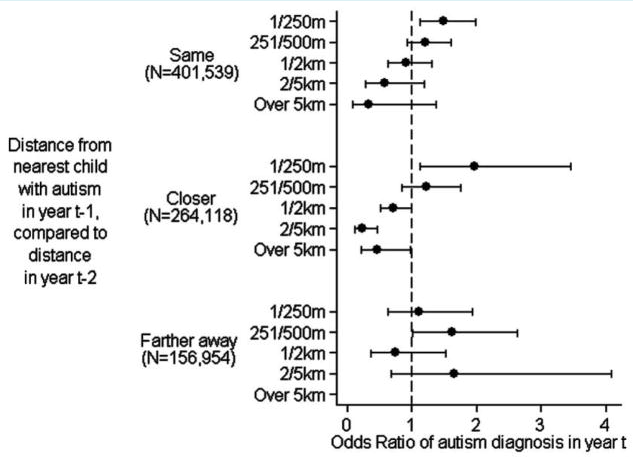 Distance from
nearest child
with autism
in year t-1,
compared to
distance
in year t-2
Same
(N=401,539)
1/250m
251/500m
1/2km
2/5km
Over 5km
Closer
(N=264,118)
1/250m
251/500m
1/2km
2/5km
Over 5km
Farther away
(N=156,954)
1/250m
251/500m
1/2km
2/5km
Over 5km
0 1 2 3 4
Odds Ratio of autism diagnosis in year t